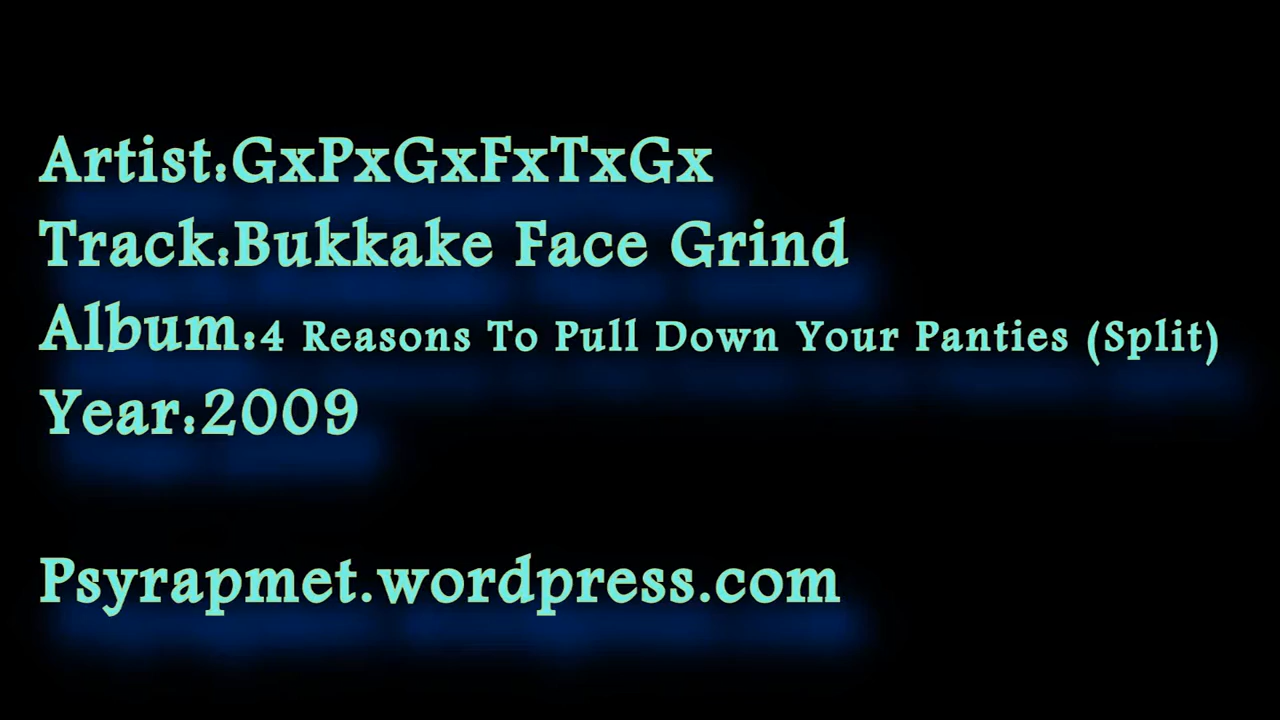 Artist:GxPxGxFxTxGx
Track:Bukkake Face Grind
Album:4 Reasons To Pull Down Your Panties (Split)
Year:2009
Psyrapmet.wordpress.com